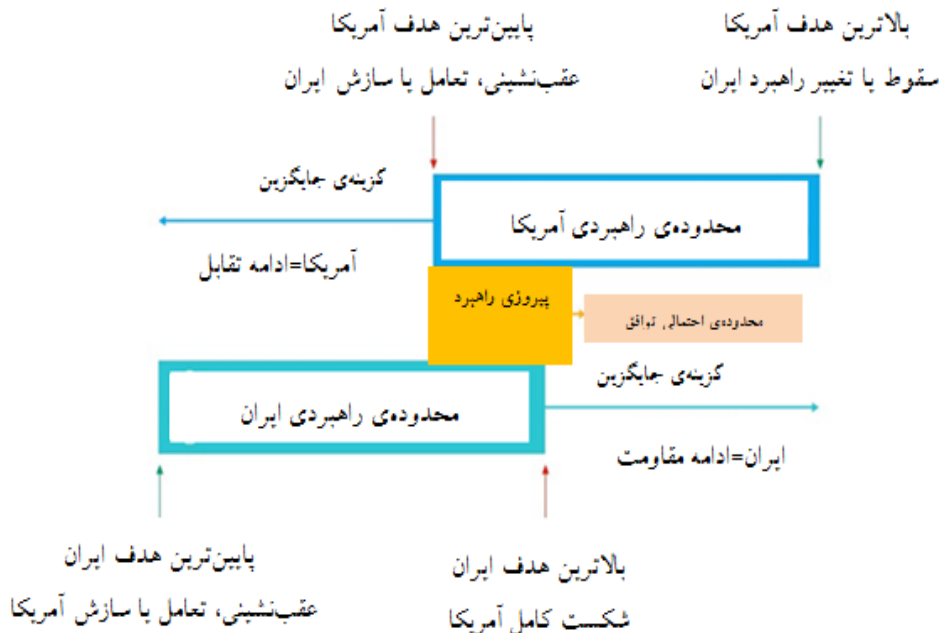 بالاترین هدف آمریکا
سقوط یا تغییر راهبرد ایران
پایین‌ترین هدف آمریکا
عقب‌نشینی، تعامل یا سازش ایران
گزینه‌ی جایگزین
آمریکا=ادامه تقابل
محدوده‌ی راهبردی آمریکا
پیروزی راهبرد
محدوده‌ی احتمالی توافق
گزینه‌ی جایگزین
ایران=ادامه مقاومت
محدوده‌ی راهبردی ایران
بالاترین هدف ایران
شکست کامل آمریکا
پایین‌ترین هدف ایران
عقب‌نشینی، تعامل یا سازش آمریکا